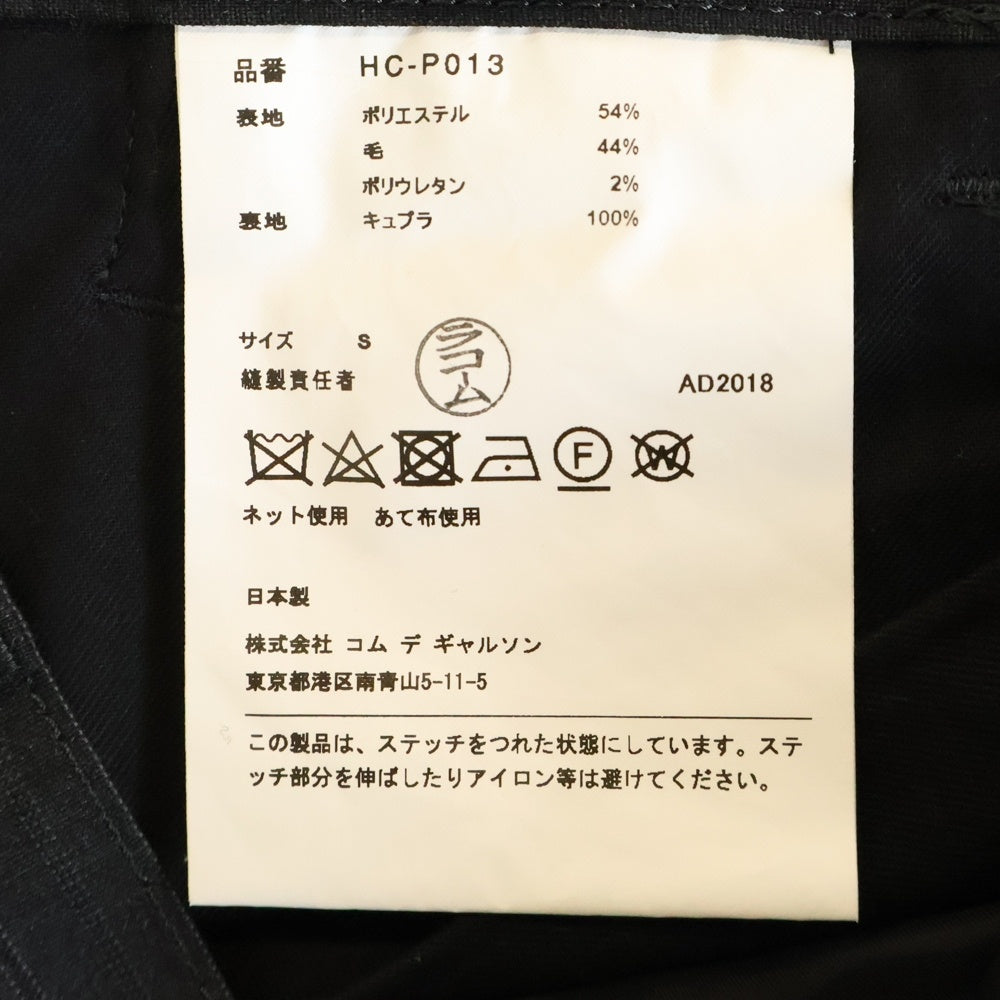 品番 HC-P013
表地 ポリエステル 54%
毛 44%
ポリウレタン 2%
裏地 キュプラ 100%
サイズ S
縫製責任者 ラコム AD2018
F W
ネット使用 あて布使用
日本製
株式会社 コム デ ギャルソン
東京都港区南青山5-11-5
この製品は、ステッチをつれた状態にしています。ステ
ッチ部分を伸ばしたりアイロン等は避けてください。